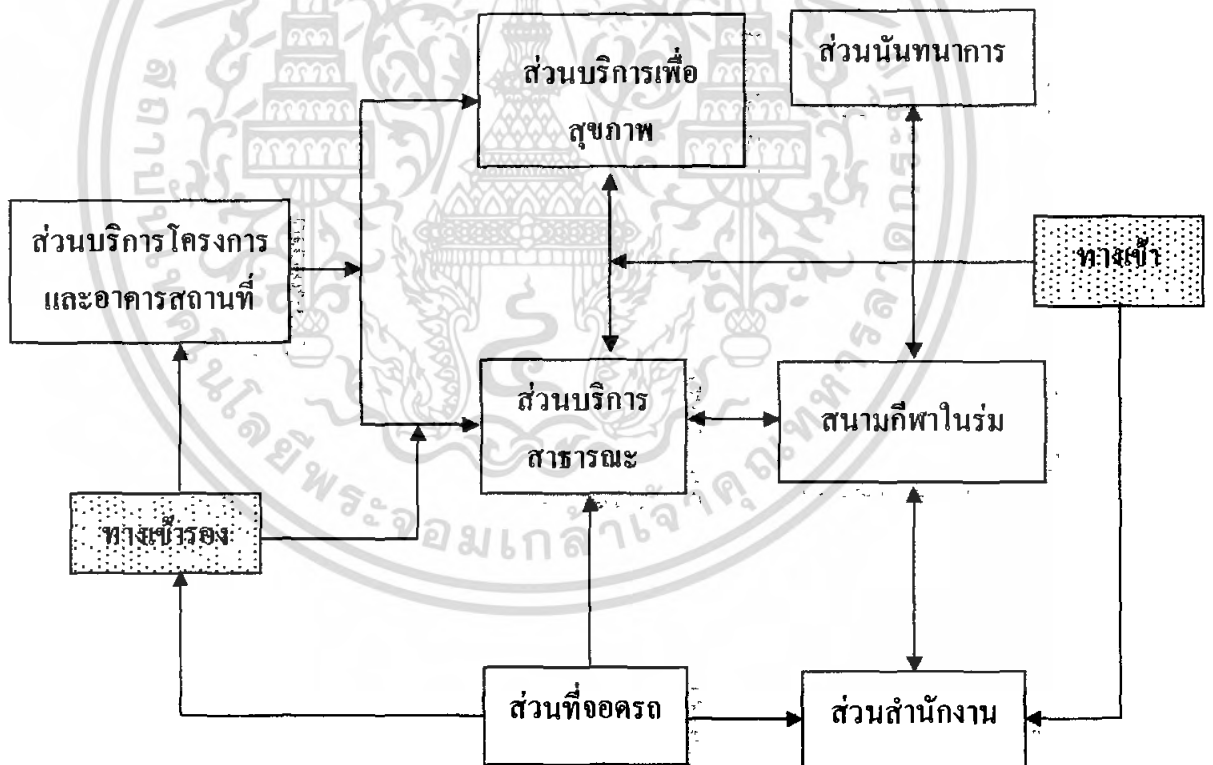 ส่วนบริการเพื่อ
สุขภาพ
ส่วนนันทนาการ
ส่วนบริการโครงการ
และอาคารสถานที่
ทางเข้า
ส่วนบริการ
สาธารณะ
สนามกีฬาในร่ม
ทางเข้ารอง
ส่วนที่จอดรถ
ส่วนสำนักงาน